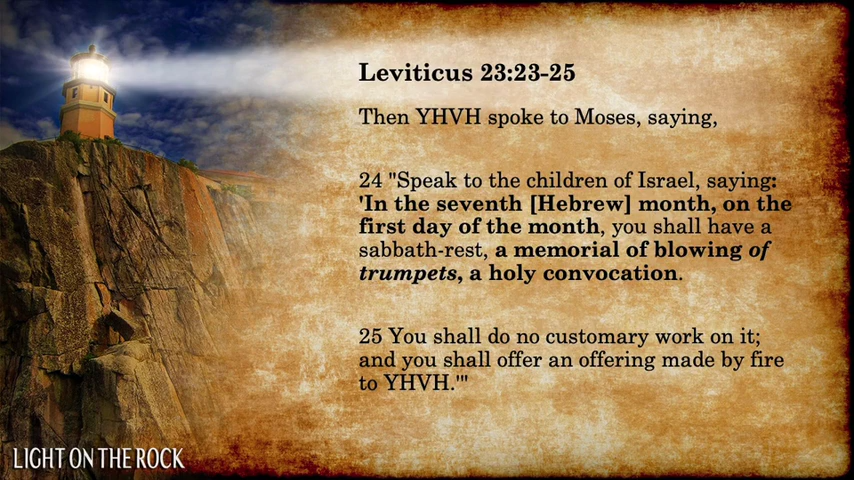 Leviticus 23:23-25
Then YHVH spoke to Moses, saying,
24 "Speak to the children of Israel, saying:
'In the seventh [Hebrew] month, on the
first day of the month, you shall have a
sabbath-rest, a memorial of blowing of
trumpets, a holy convocation.
25 You shall do no customary work on it;
and you shall offer an offering made by fire
to YHVH.'"
LIGHT ON THE ROCK